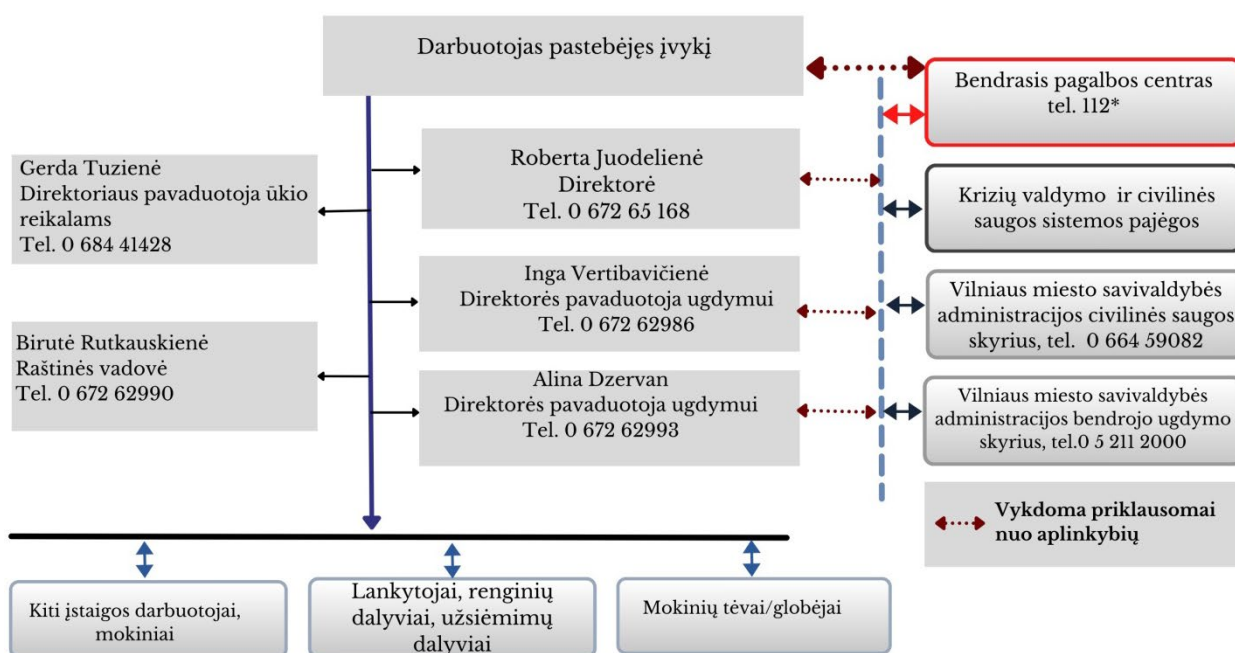 Darbuotojas pastebėjęs įvykį
Bendrasis pagalbos centras
tel. 112*
Gerda Tuzienė
Direktoriaus pavaduotoja ūkio
reikalams
Tel. 0 684 41428
Roberta Juodelienė
Direktorė
Tel. 0 672 65 168
Krizių valdymo ir civilinės
saugos sistemos pajėgos
Inga Vertibavičienė
Direktorės pavaduotoja ugdymui
Tel. 0 672 62986
Vilniaus miesto savivaldybės
administracijos civilinės saugos
skyrius, tel. 0 664 59082
Birutė Rutkauskienė
Raštinės vadovė
Tel. 0 672 62990
Alina Dzervan
Direktorės pavaduotoja ugdymui
Tel. 0 672 62993
Vilniaus miesto savivaldybės
administracijos bendrojo ugdymo
skyrius, tel.0 5 211 2000
Vykdoma priklausomai
nuo aplinkybių
Kiti įstaigos darbuotojai,
mokiniai
Lankytojai, renginių
dalyviai, užsiėmimų
dalyviai
Mokinių tėvai/globėjai